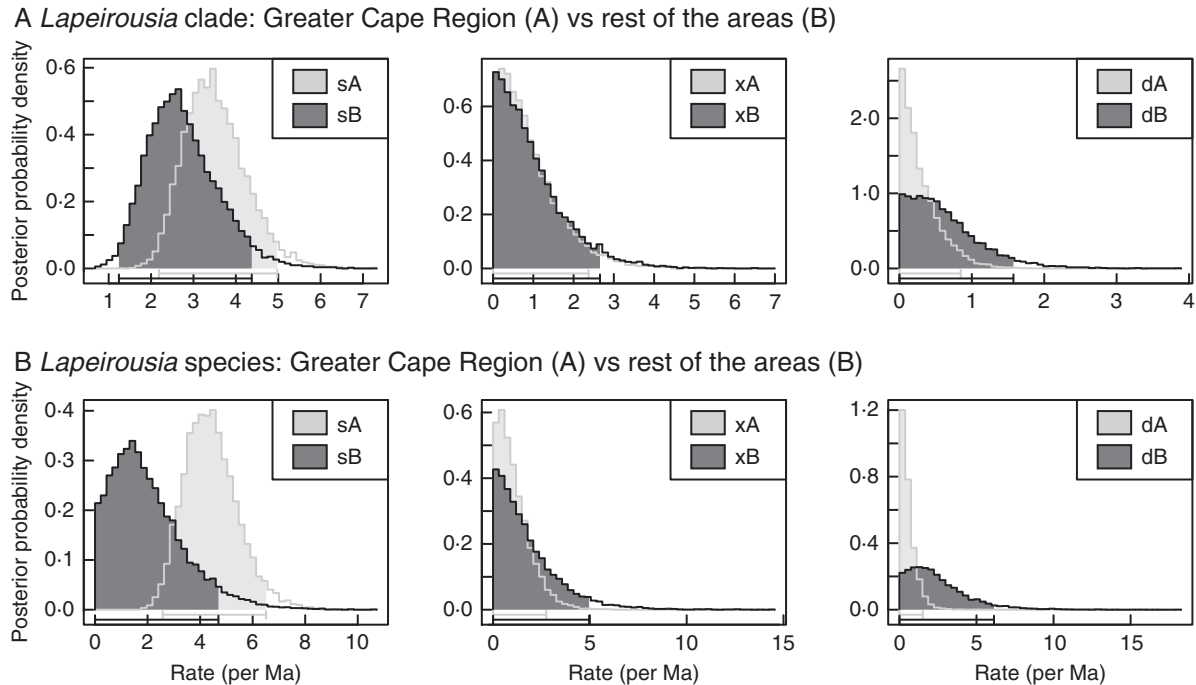 A Lapeirousia clade: Greater Cape Region (A) vs rest of the areas (B)
Posterior probability density
0·6
0·4
0·2
0·0
1 2 3 4 5 6 7
sA
sB
0·6
0·4
0·2
0·0
0 1 2 3 4 5 6 7
xA
xB
2·0
1·0
0·0
0 1 2 3 4
dA
dB
B Lapeirousia species: Greater Cape Region (A) vs rest of the areas (B)
Posterior probability density
0·4
0·3
0·2
0·1
0·0
0 2 4 6 8 10
Rate (per Ma)
sA
sB
0·6
0·4
0·2
0·0
0 5 10 15
Rate (per Ma)
xA
xB
1·2
0·8
0·4
0·0
0 5 10 15
Rate (per Ma)
dA
dB